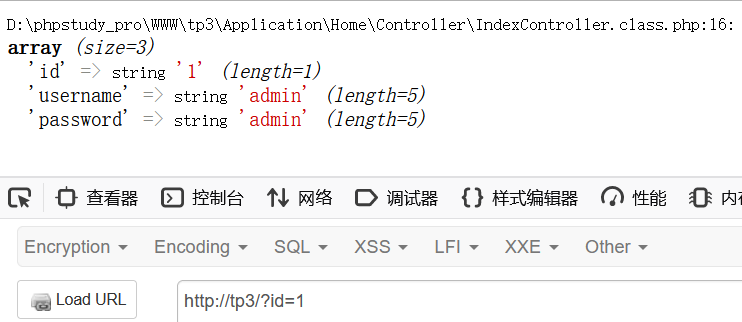 D:\phpstudy_pro\WWW\tp3\Application\Home\Controller\IndexController.class.php:16:
array (size=3)
'id' => string '1' (length=1)
'username' => string 'admin' (length=5)
'password' => string 'admin' (length=5)
查看器 控制台 网络 调试器 样式编辑器 性能 内存
Encryption Encoding SQL XSS LFI XXE Other
Load URL http://tp3/?id=1